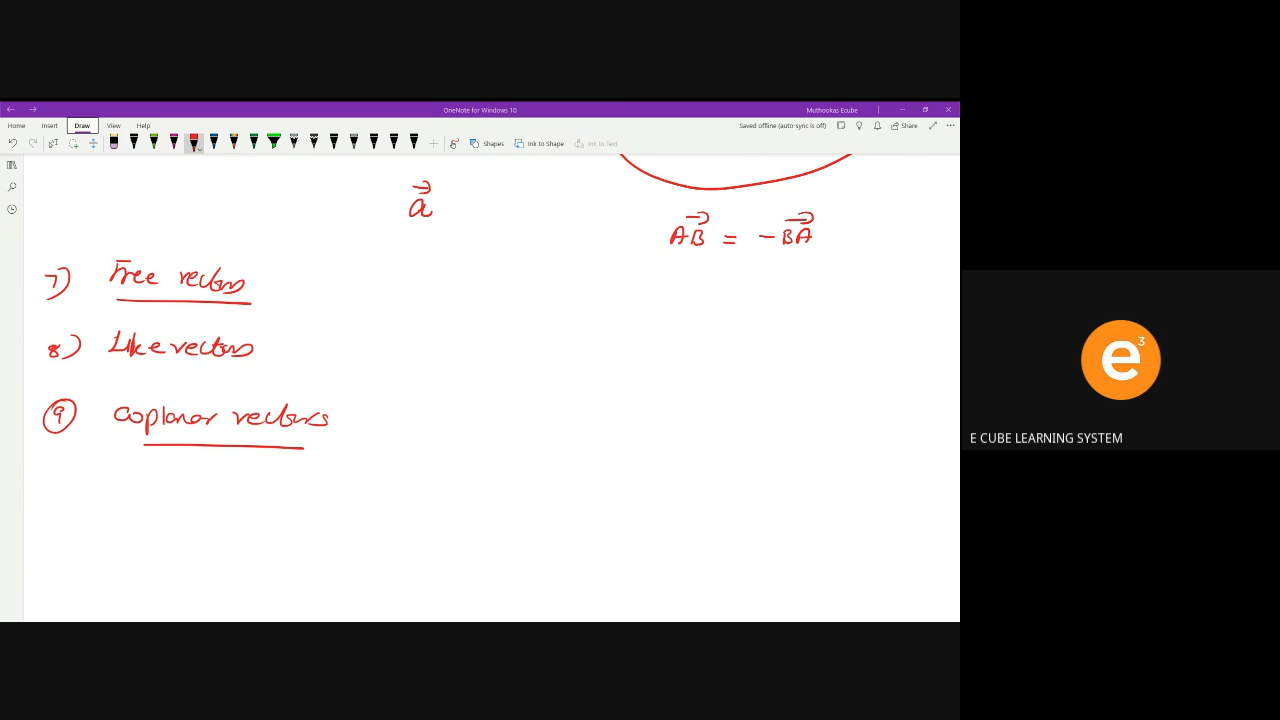 OneNote for Windows 10
Muthookas Ecube
Home Insert Draw View Help
Saved offline (auto-sync is off)
Share
Shapes
Ink to Shape
Ink to Text
a⃗
AB⃗ = -BA⃗
7) Free vectors
8) Like vectors
9 Coplanar vectors
e3
E CUBE LEARNING SYSTEM